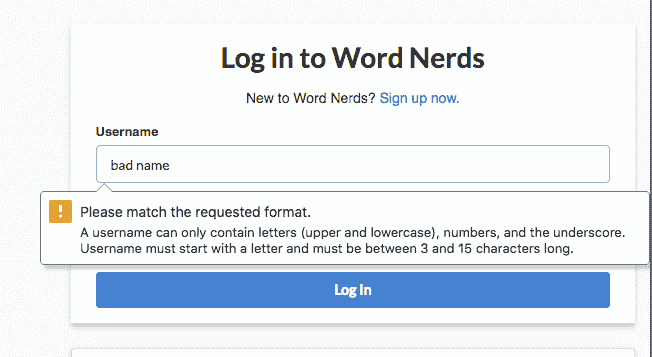 Log in to Word Nerds
New to Word Nerds? Sign up now.
Username
bad name
Please match the requested format.
A username can only contain letters (upper and lowercase), numbers, and the underscore.
Username must start with a letter and must be between 3 and 15 characters long.
Log In